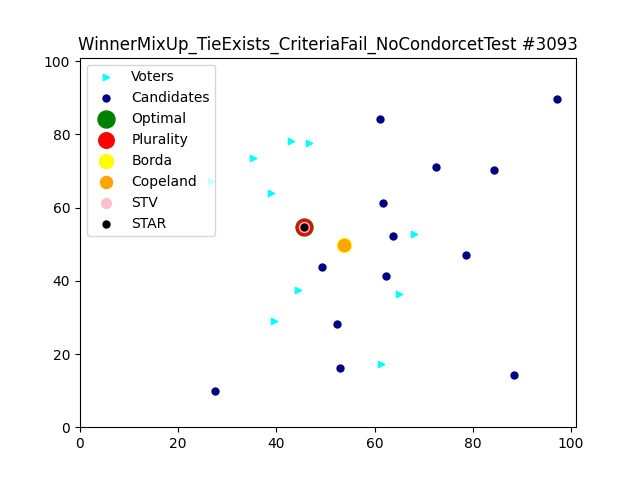 WinnerMixUp_TieExists_CriteriaFail_NoCondorcetTest #3093
100
80
60
40
20
0
Voters
Candidates
Optimal
Plurality
Borda
Copeland
STV
STAR
0 20 40 60 80 100